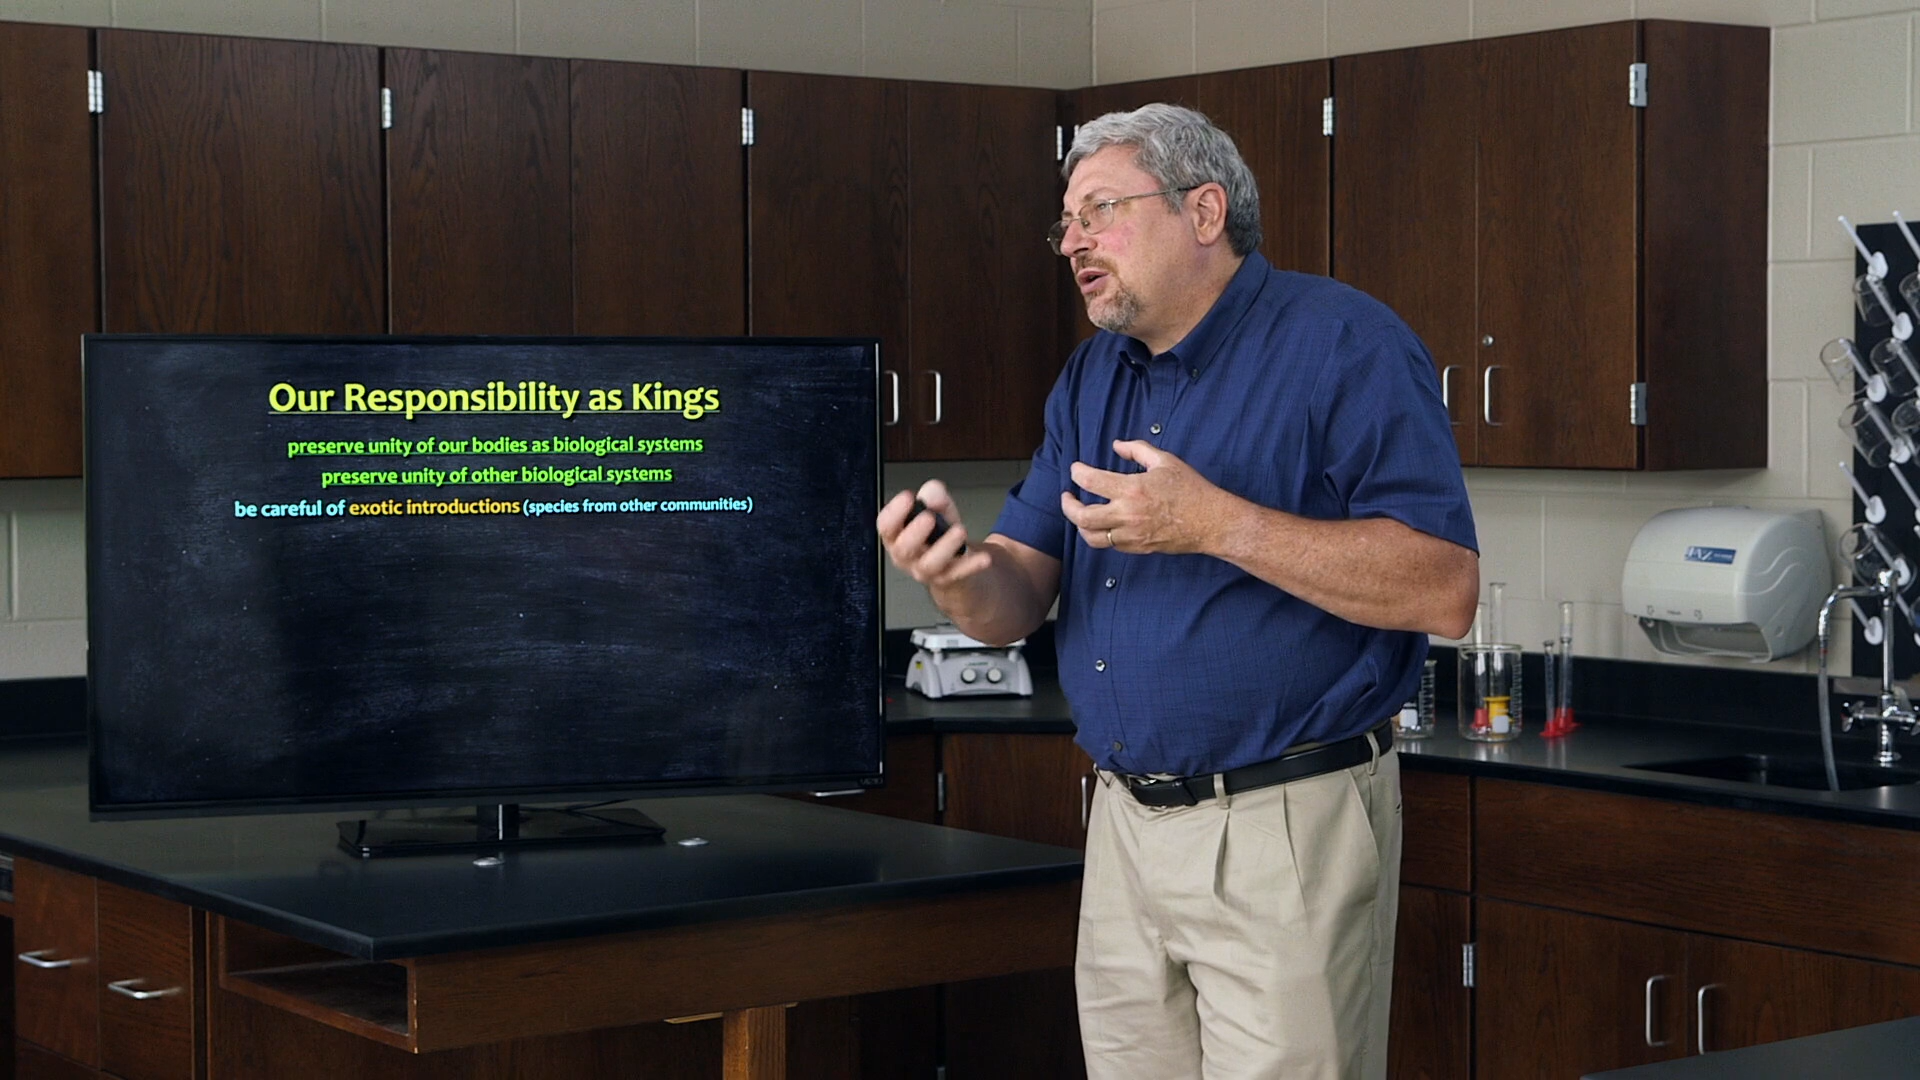 Our Responsibility as Kings
preserve unity of our bodies as biological systems
preserve unity of other biological systems
be careful of exotic introductions (species from other communities)